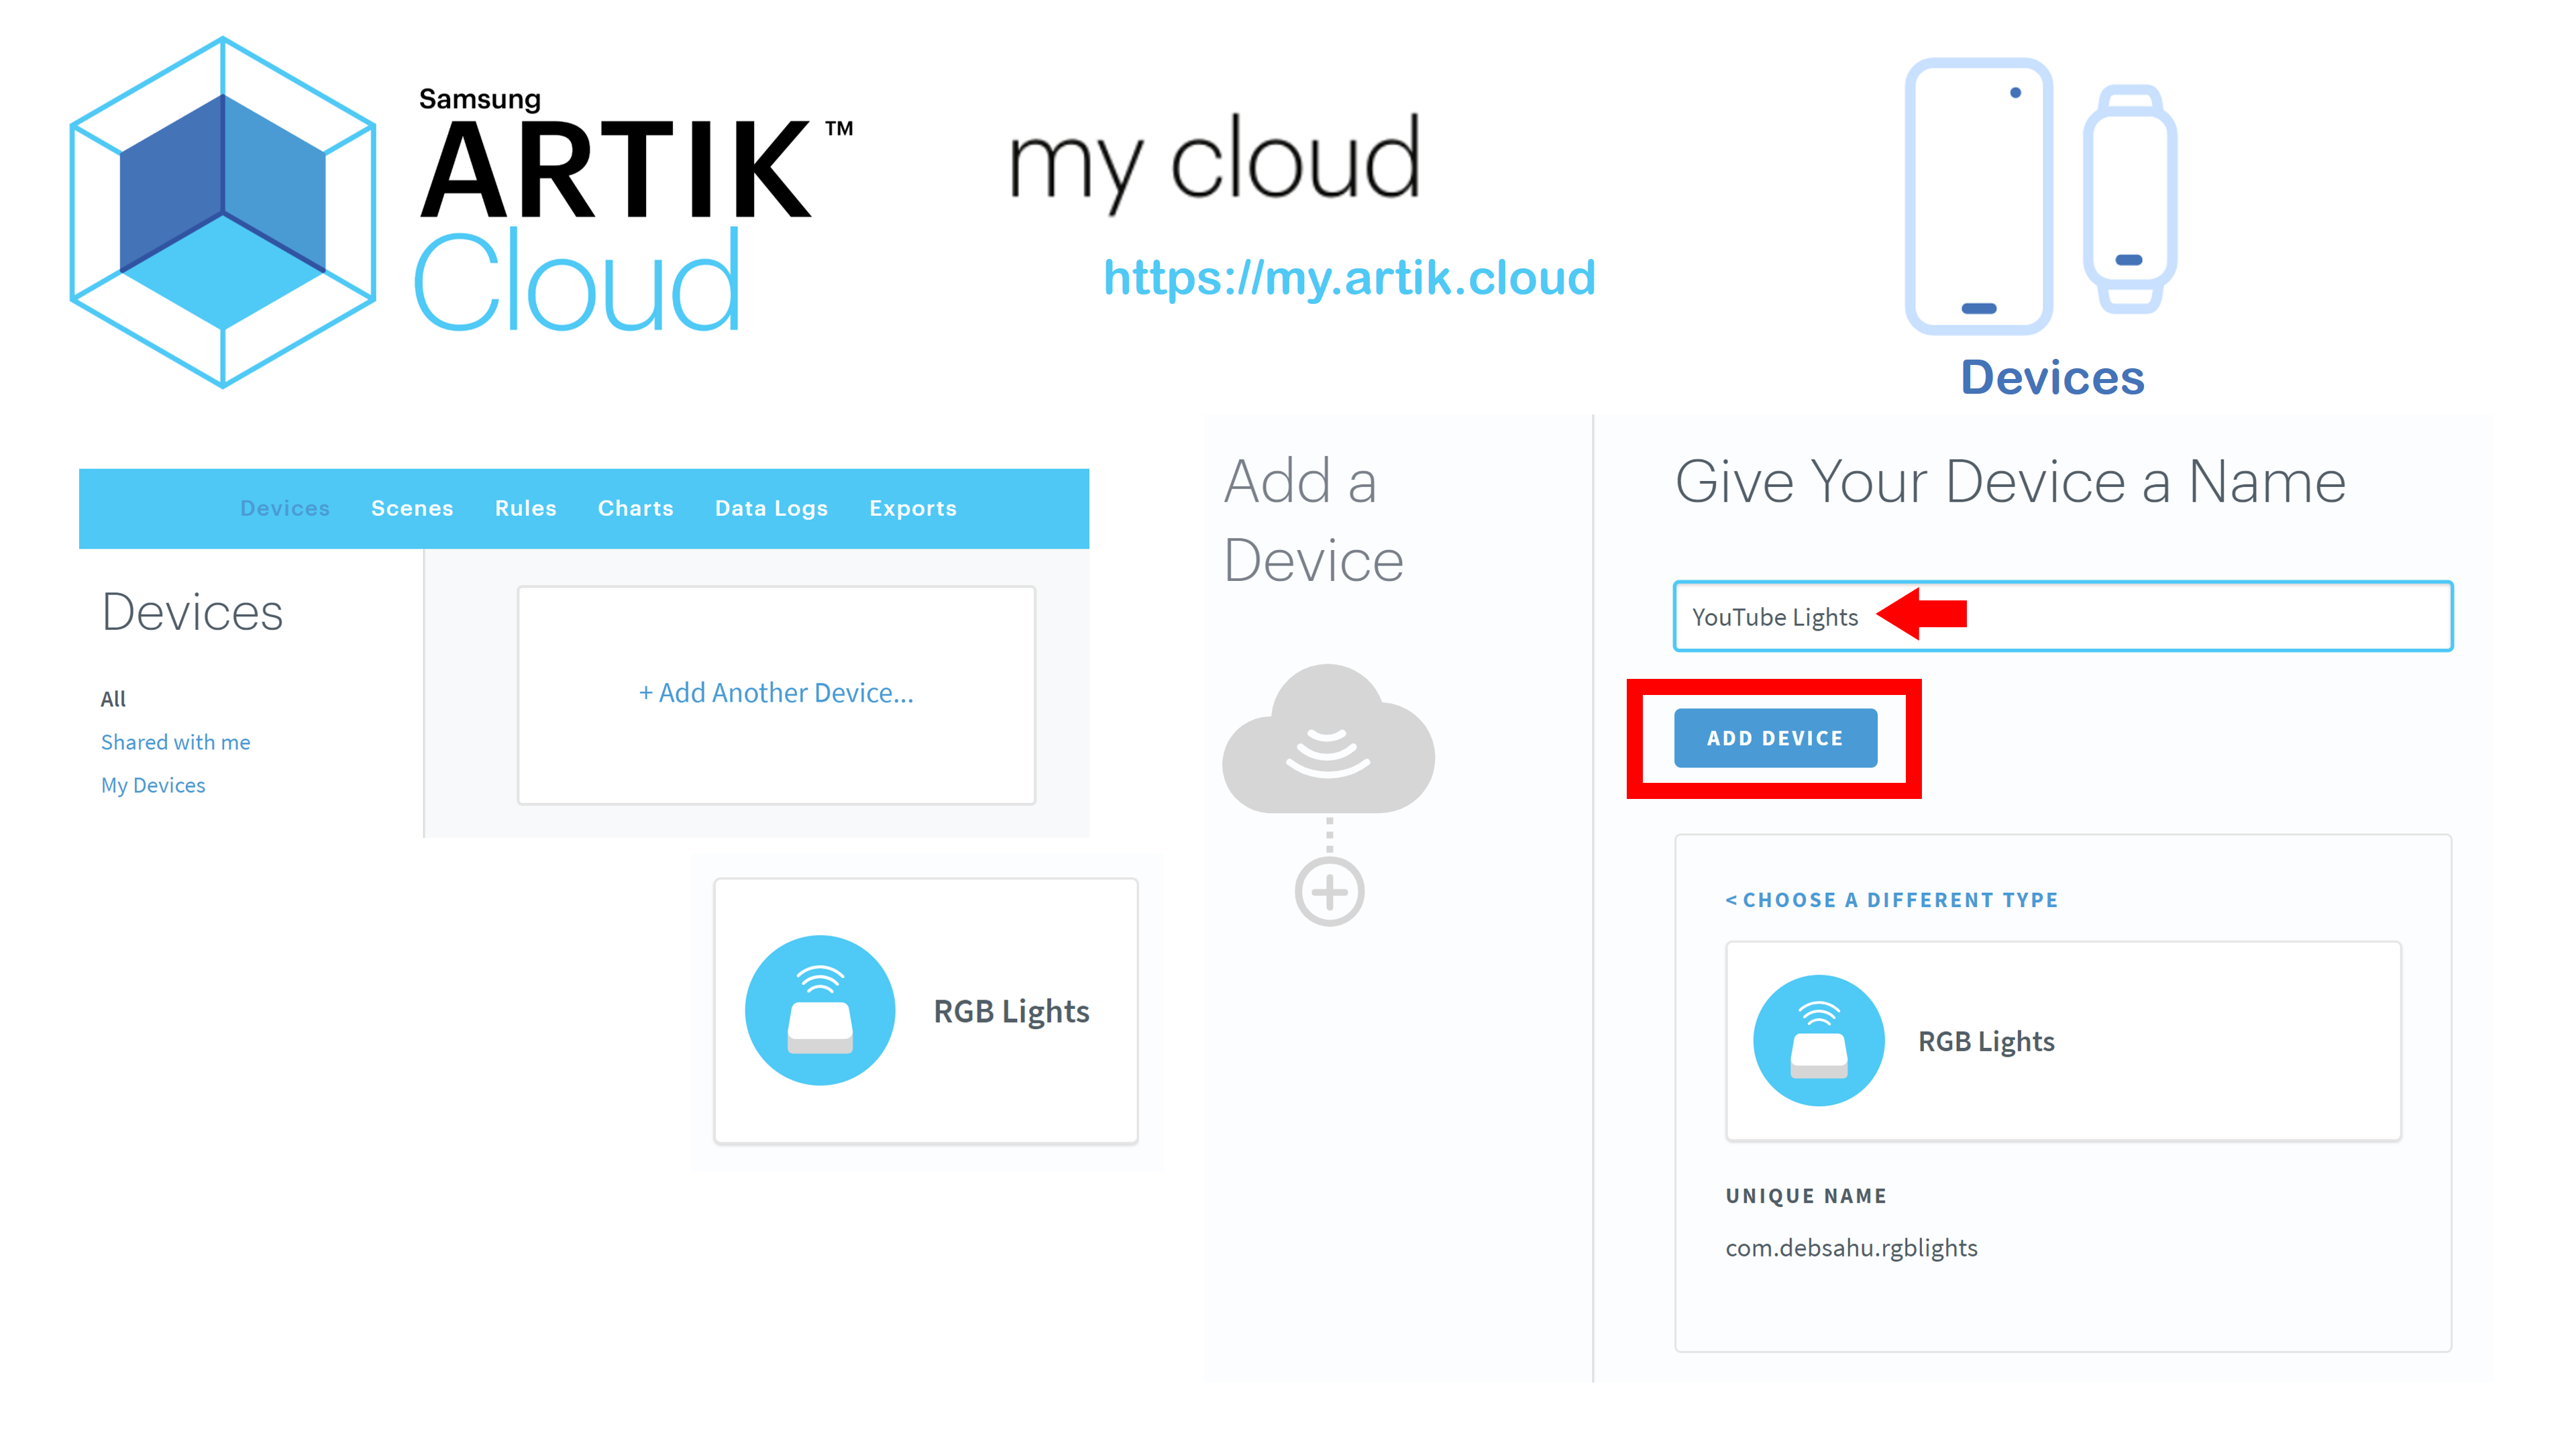 Samsung
ARTIK™
Cloud
my cloud
https://my.artik.cloud
Devices
Devices Scenes Rules Charts Data Logs Exports
Devices
All
Shared with me
My Devices
+ Add Another Device...
RGB Lights
Add a
Device
Give Your Device a Name
YouTube Lights
ADD DEVICE
< CHOOSE A DIFFERENT TYPE
RGB Lights
UNIQUE NAME
com.debsahu.rgblights